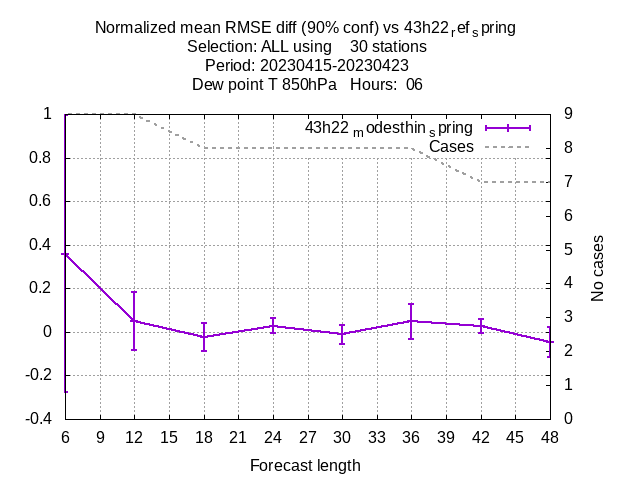 Normalized mean RMSE diff (90% conf) vs 43h22refspring
Selection: ALL using    30 stations
Period: 20230415-20230423
Dew point T 850hPa   Hours:  06
43h22 modesthinspring
Cases
1
0.8
0.6
0.4
0.2
0
-0.2
-0.4
9
8
7
6
5
4
3
2
1
0
No cases
6 9 12 15 18 21 24 27 30 33 36 39 42 45 48
Forecast length